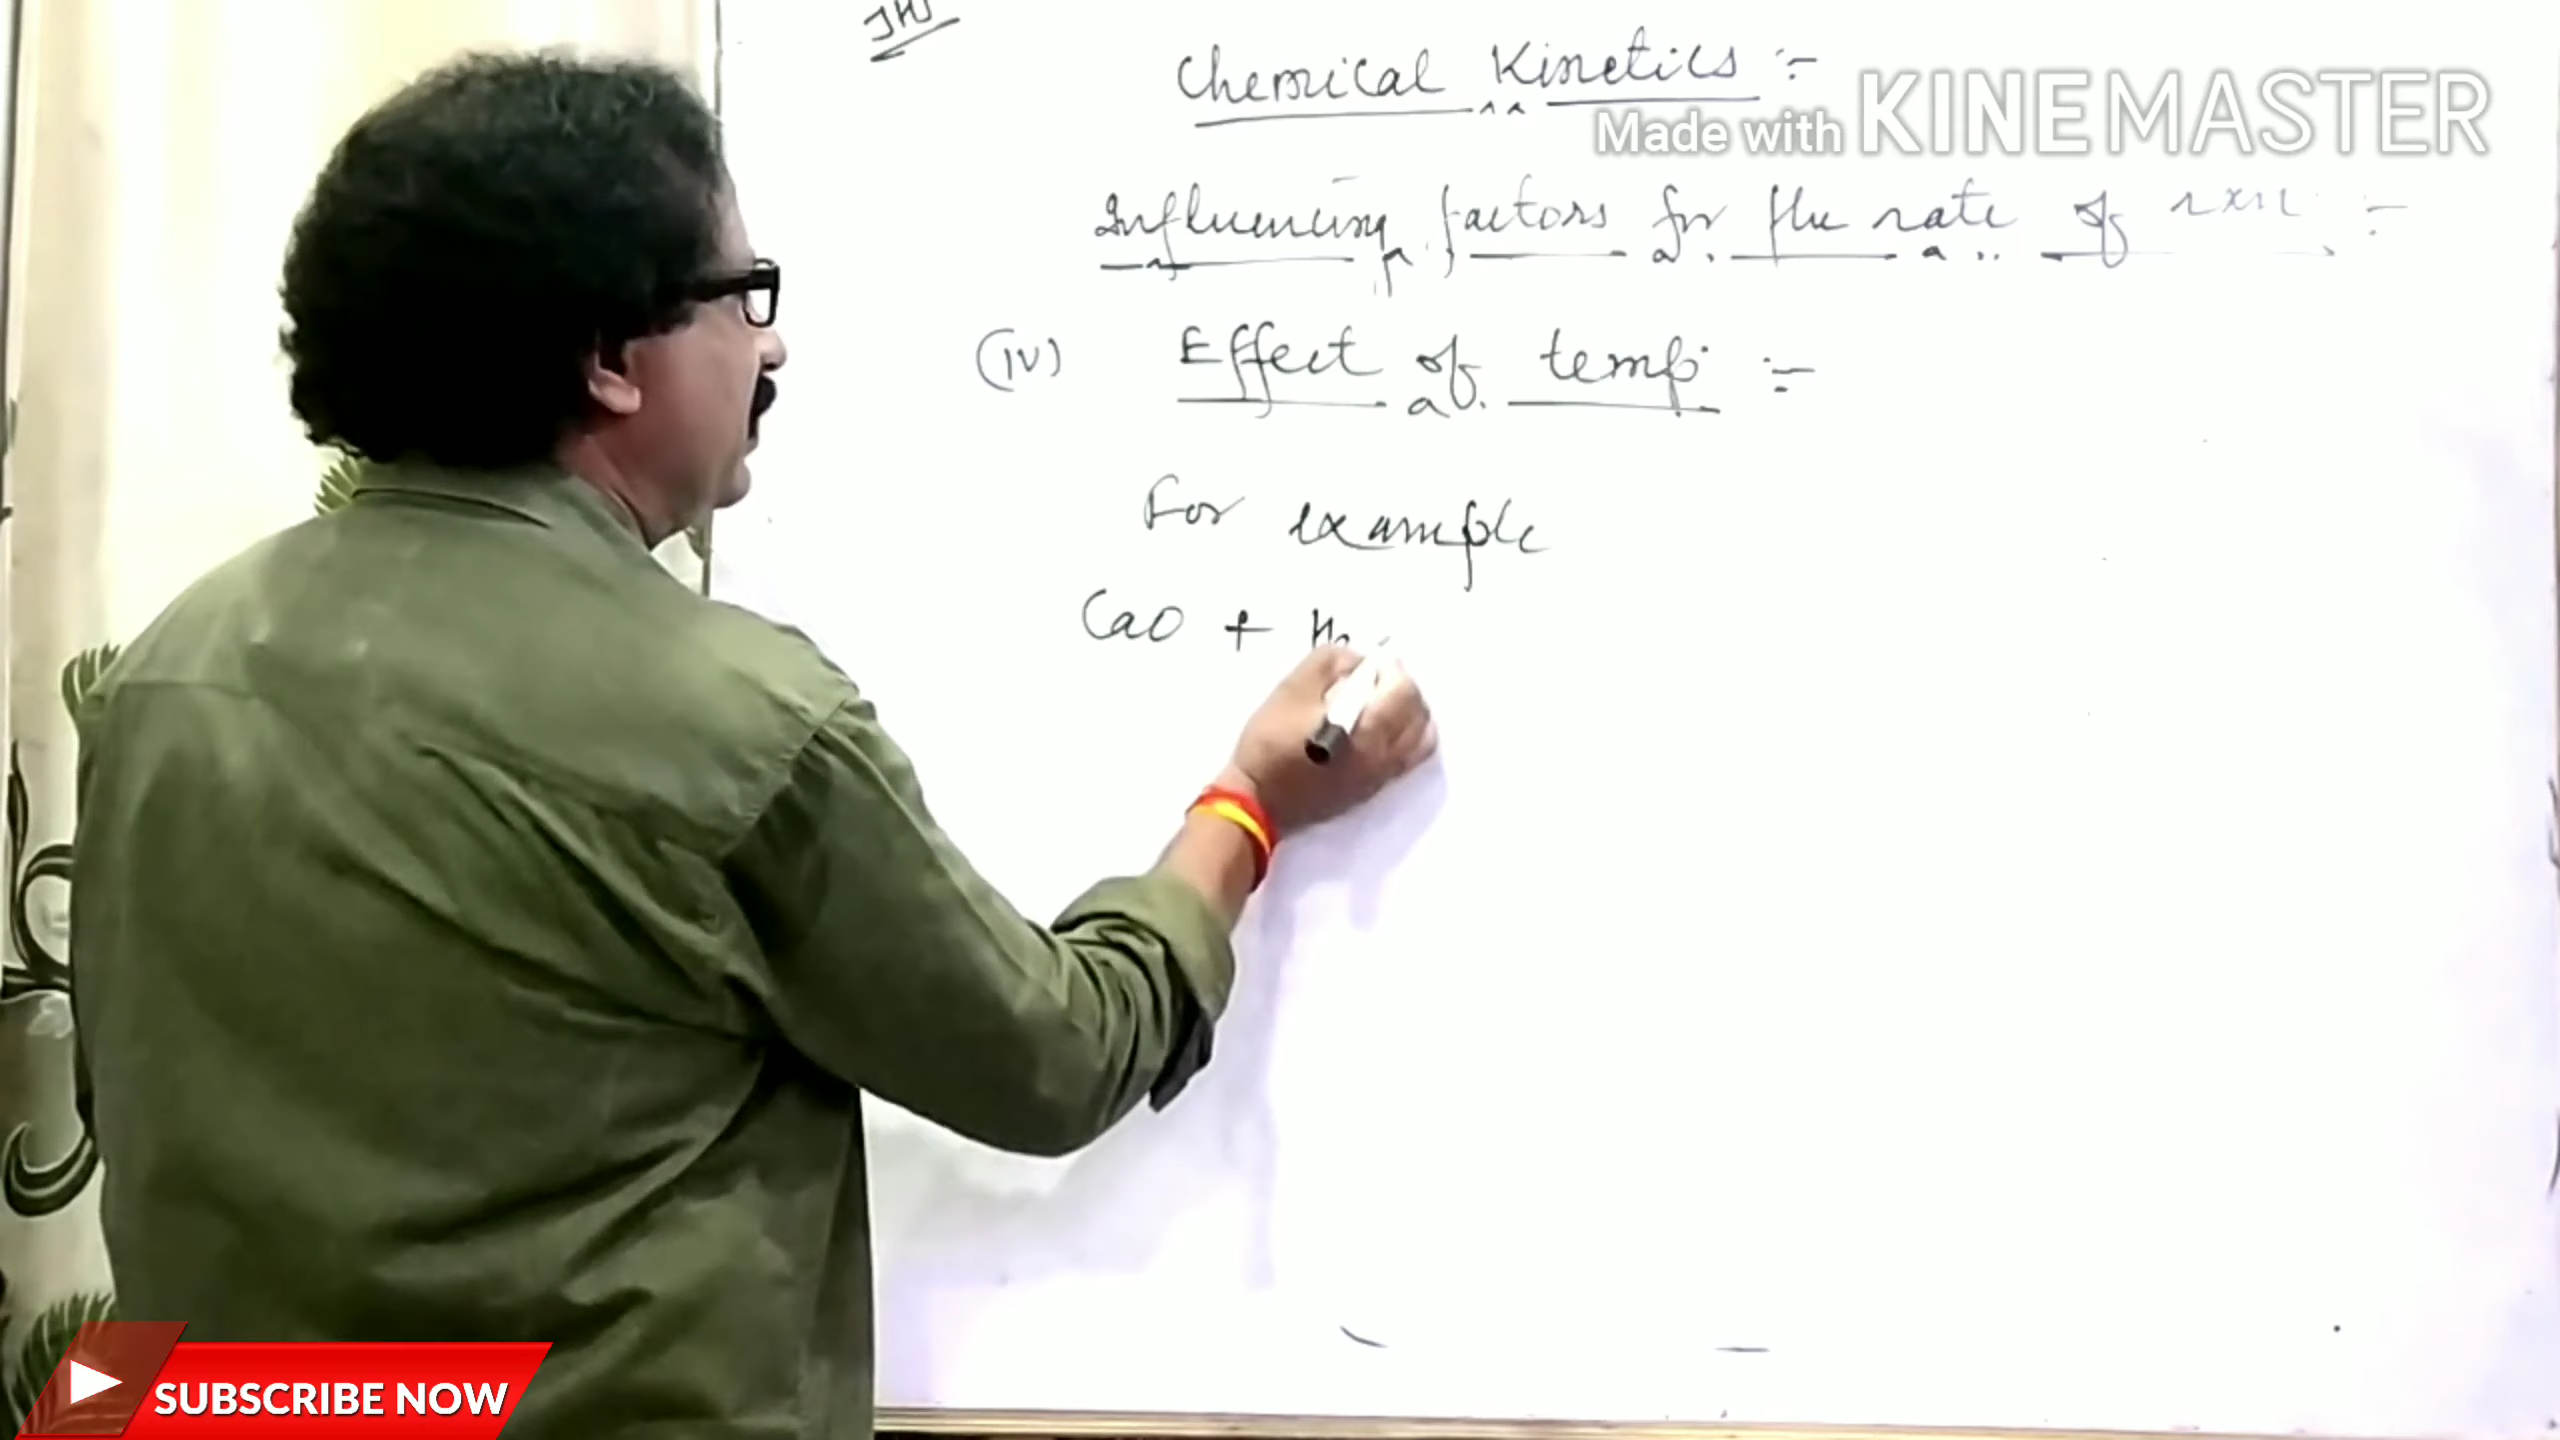 Chemical Kinetics :-
Made with KINEMASTER
Influencing factors for the rate of rxn :-
(IV) Effect of temp. :-
For example
CaO + H2
SUBSCRIBE NOW